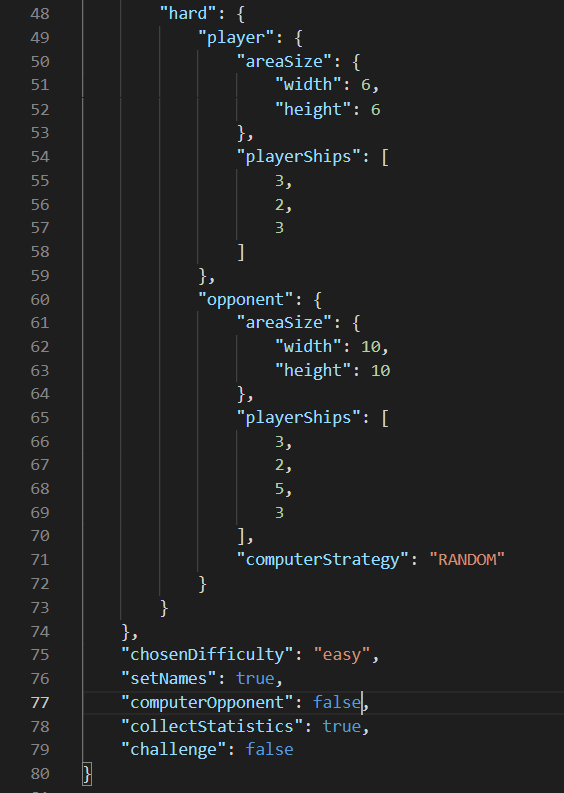 48 "hard": {
49 "player": {
50 "areaSize": {
51 "width": 6,
52 "height": 6
53 },
54 "playerShips": [
55 3,
56 2,
57 3
58 ]
59 },
60 "opponent": {
61 "areaSize": {
62 "width": 10,
63 "height": 10
64 },
65 "playerShips": [
66 3,
67 2,
68 5,
69 3
70 ],
71 "computerStrategy": "RANDOM"
72 }
73 }
74 },
75 "chosenDifficulty": "easy",
76 "setNames": true,
77 "computerOpponent": false,
78 "collectStatistics": true,
79 "challenge": false
80 }